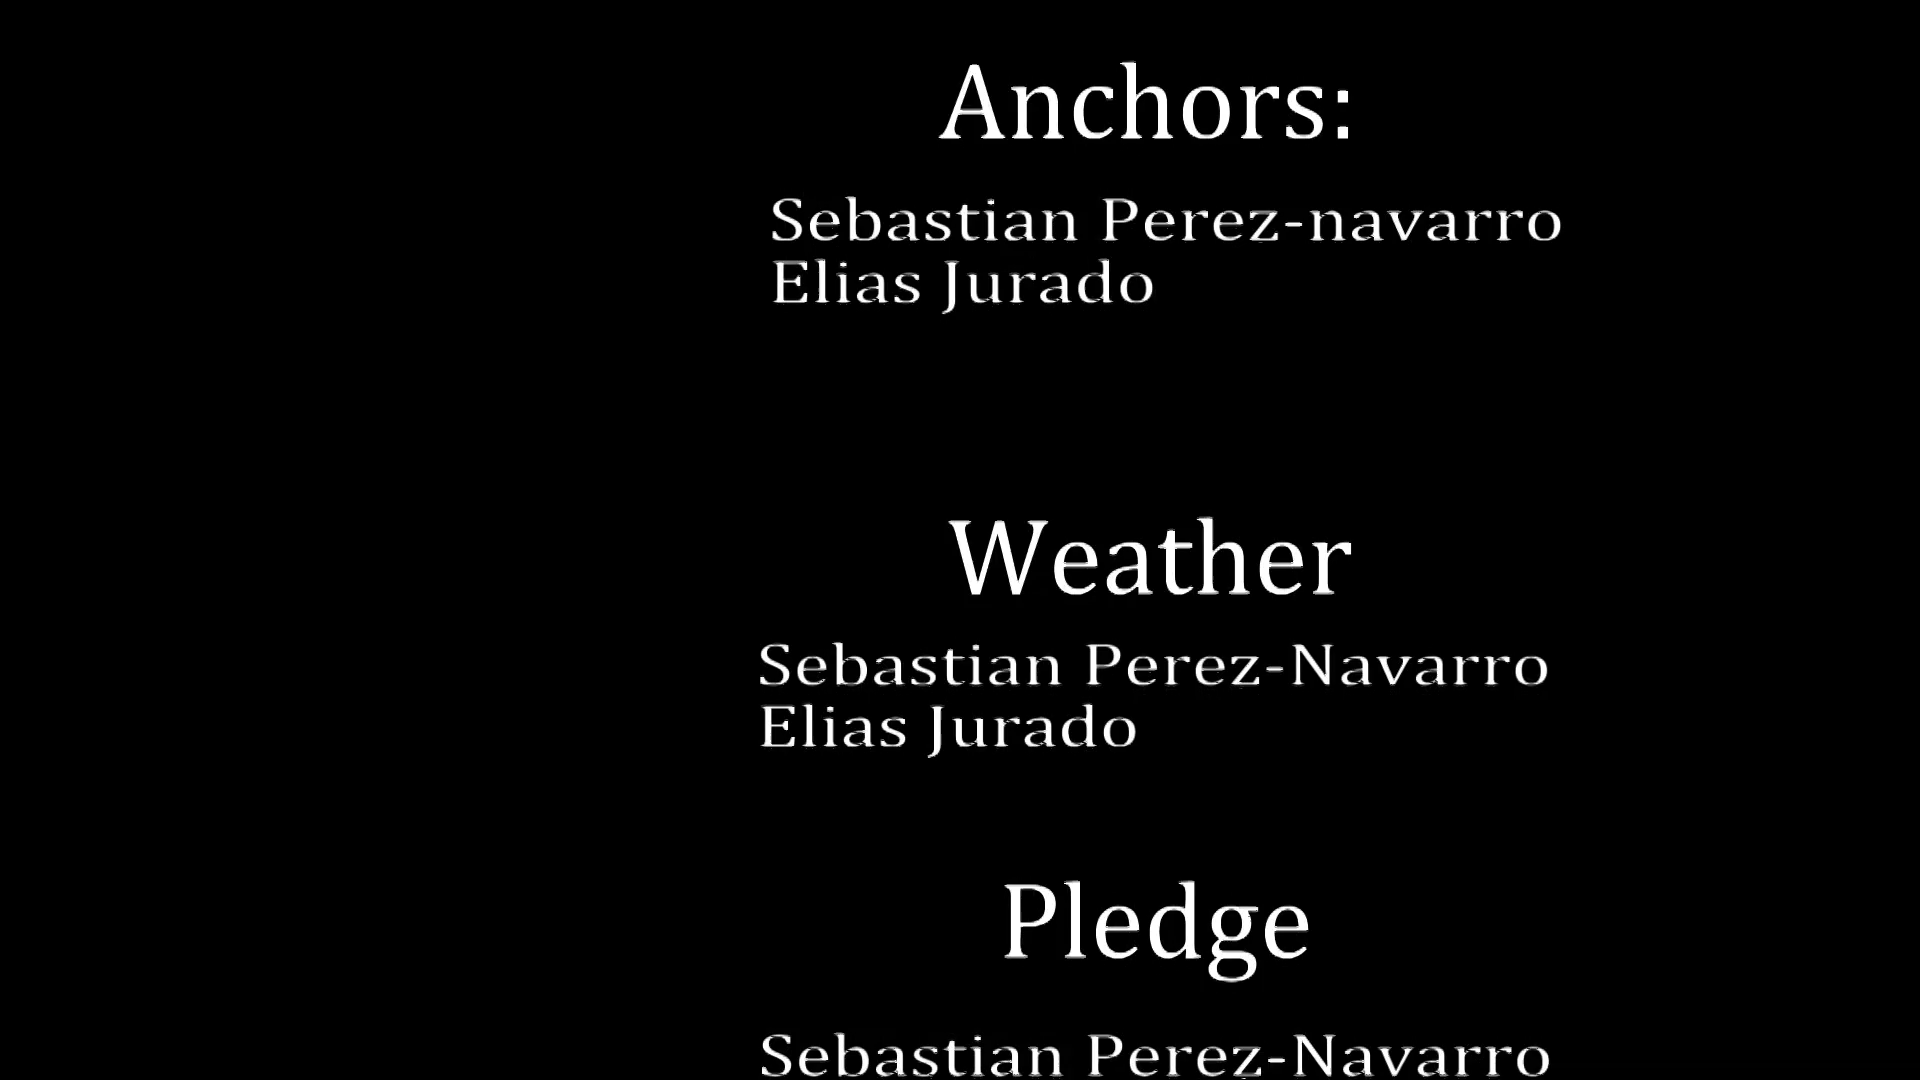 Anchors:
Sebastian Perez-navarro
Elias Jurado
Weather
Sebastian Perez-Navarro
Elias Jurado
Pledge
Sebastian Perez-Navarro